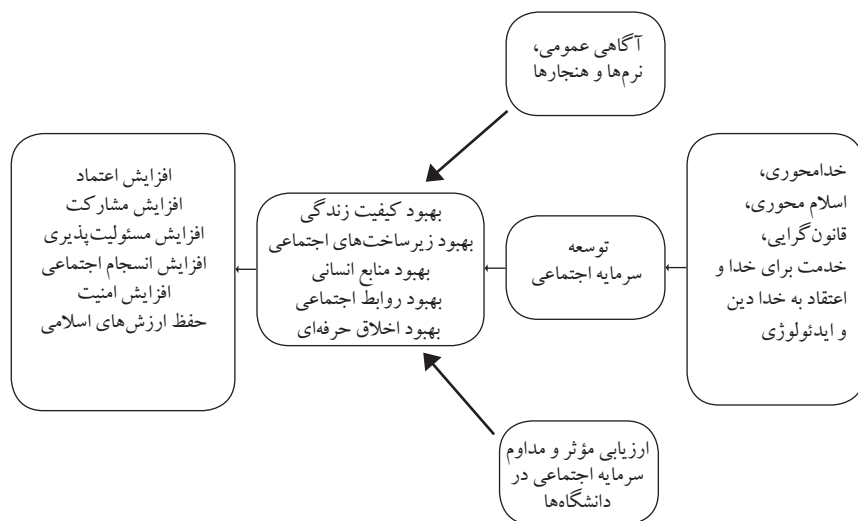 آگاهی عمومی،
نرم‌ها و هنجارها
خدامحوری،
اسلام محوری،
قانون‌گرایی،
خدمت برای خدا و
اعتقاد به خدا دین
و ایدئولوژی
توسعه
سرمایه اجتماعی
بهبود کیفیت زندگی
بهبود زیرساخت‌های اجتماعی
بهبود منابع انسانی
بهبود روابط اجتماعی
بهبود اخلاق حرفه‌ای
افزایش اعتماد
افزایش مشارکت
افزایش مسئولیت‌پذیری
افزایش انسجام اجتماعی
افزایش امنیت
حفظ ارزش‌های اسلامی
ارزیابی مؤثر و مداوم
سرمایه اجتماعی در
دانشگاه‌ها